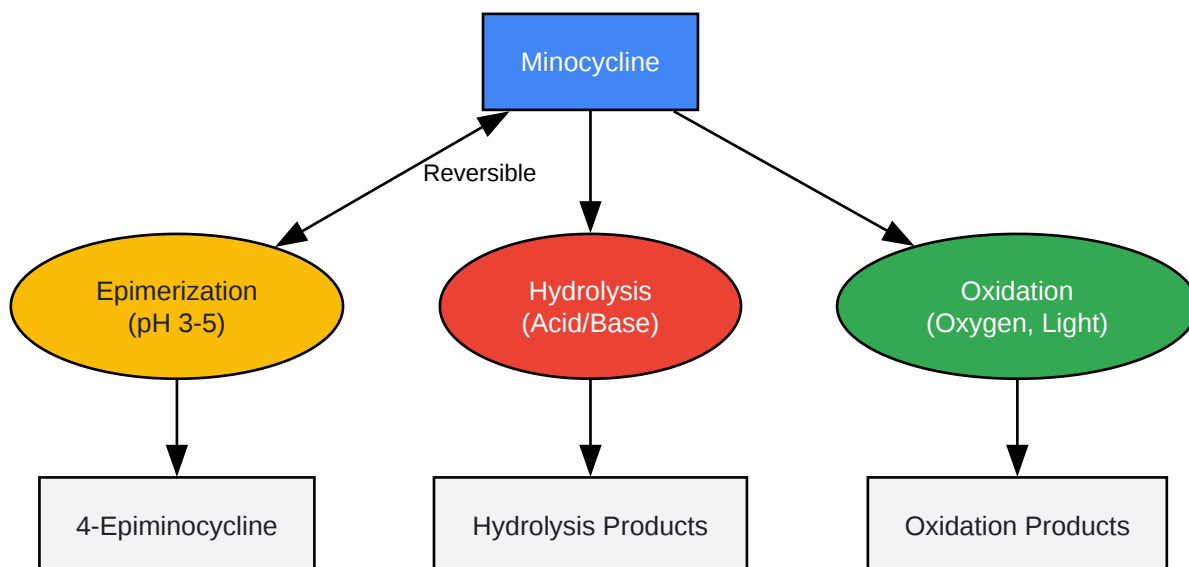 Minocycline
Reversible
Epimerization
(pH 3-5)
Hydrolysis
(Acid/Base)
Oxidation
(Oxygen, Light)
4-Epiminocycline
Hydrolysis Products
Oxidation Products